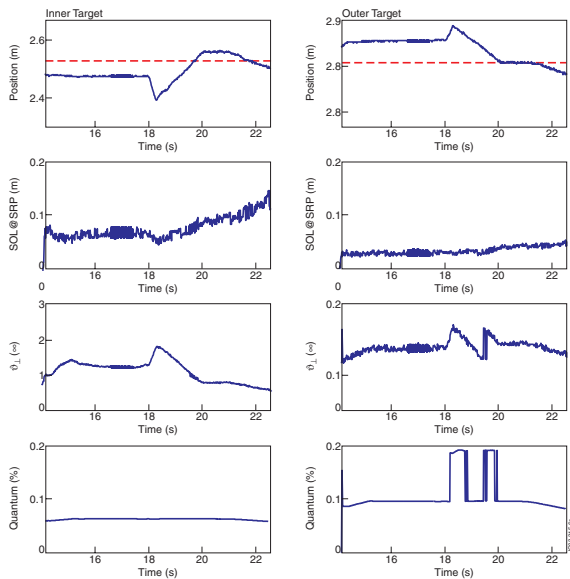 Inner Target
Outer Target
2.6
2.4
Position (m)
16 18 20 22
Time (s)
2.8
2.8
Position (m)
16 18 20 22
Time (s)
0.2
0.1
0
SOL@SRP (m)
16 18 20 22
Time (s)
0.2
0.1
0
SOL@SRP (m)
16 18 20 22
Time (s)
0
3
2
1
0
ϑ⊥ (∞)
16 18 20 22
Time (s)
0
0.2
0.1
ϑ⊥ (∞)
16 18 20 22
Time (s)
0.2
0.1
0
Quantum (%)
16 18 20 22
Time (s)
0.2
0.1
0
Quantum (%)
16 18 20 22
Time (s)